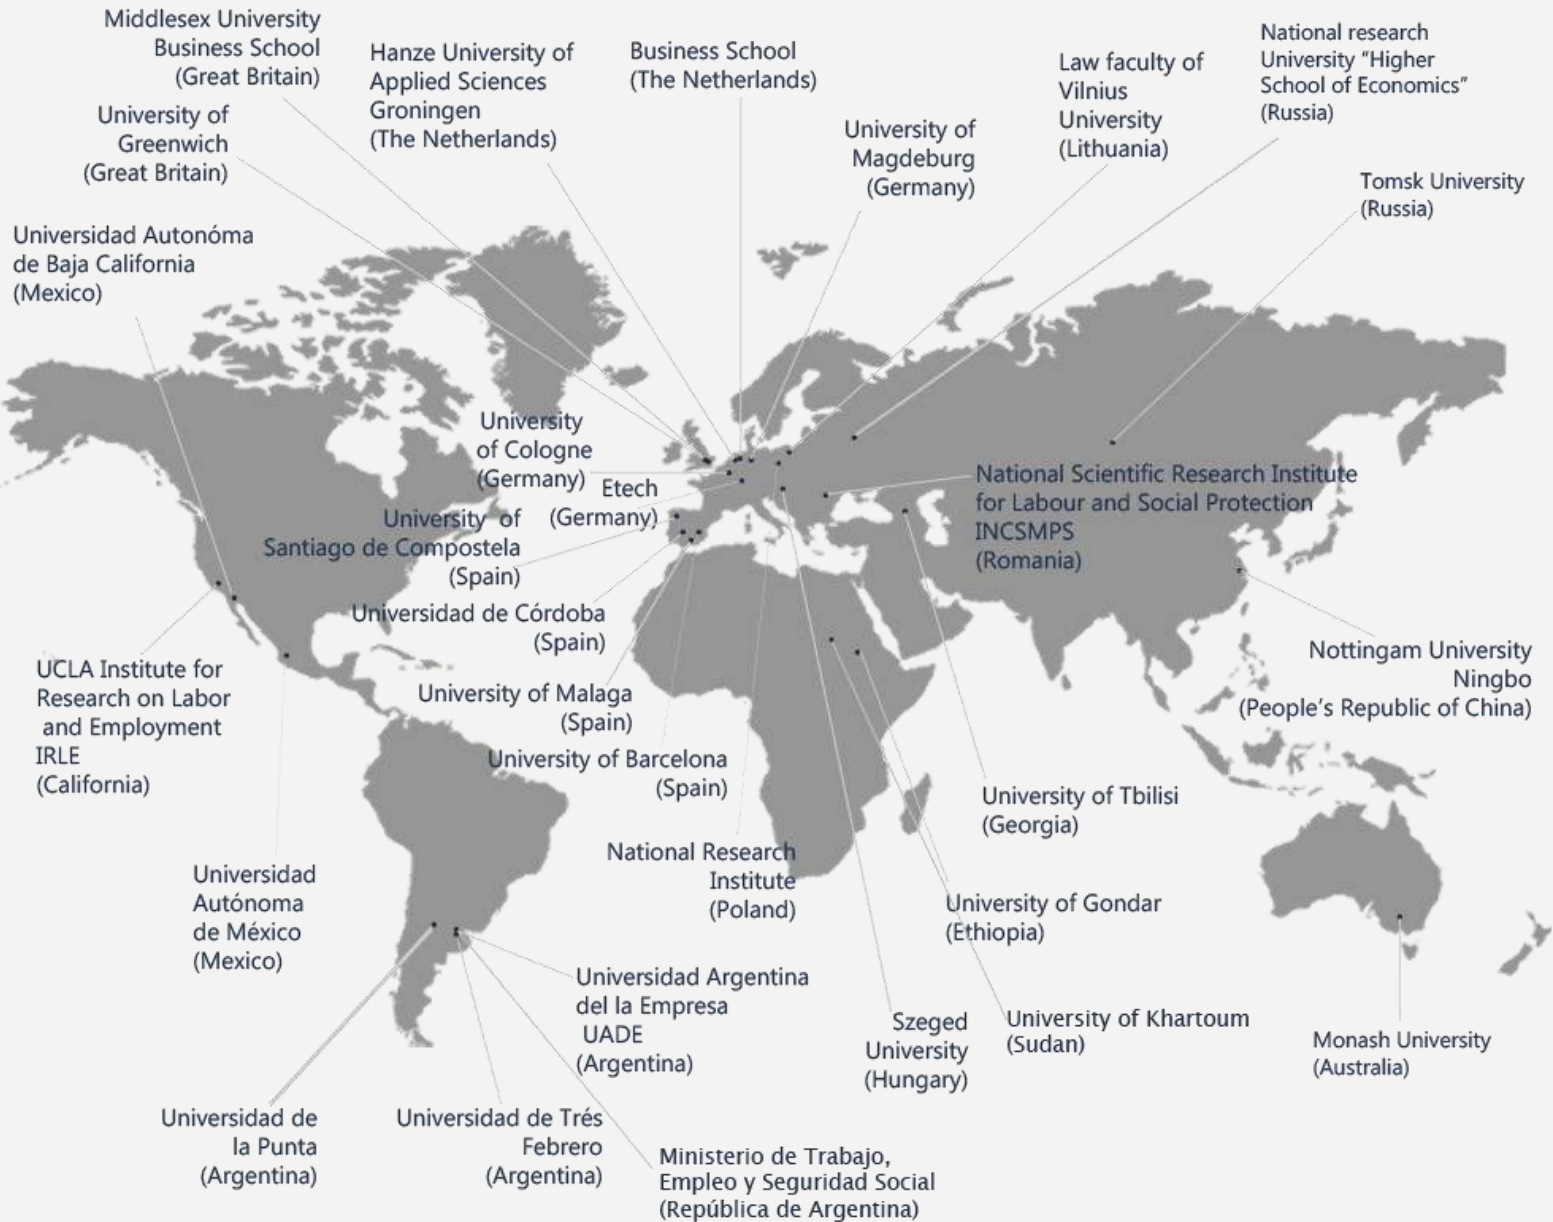 Middlesex University
Business School
(Great Britain)
Hanze University of
Applied Sciences
Groningen
(The Netherlands)
Business School
(The Netherlands)
Law faculty of
Vilnius
University
(Lithuania)
National research
University “Higher
School of Economics”
(Russia)
University of
Greenwich
(Great Britain)
University of
Magdeburg
(Germany)
Tomsk University
(Russia)
Universidad Autonóma
de Baja California
(Mexico)
University
of Cologne
(Germany)
Etech
(Germany)
National Scientific Research Institute
for Labour and Social Protection
INCSMPS
(Romania)
University of
Santiago de Compostela
(Spain)
Universidad de Córdoba
(Spain)
UCLA Institute for
Research on Labor
and Employment
IRLE
(California)
University of Malaga
(Spain)
Nottingam University
Ningbo
(People’s Republic of China)
University of Barcelona
(Spain)
University of Tbilisi
(Georgia)
National Research
Institute
(Poland)
Universidad
Autónoma
de México
(Mexico)
University of Gondar
(Ethiopia)
Universidad Argentina
del la Empresa
UADE
(Argentina)
Szeged
University
(Hungary)
University of Khartoum
(Sudan)
Monash University
(Australia)
Universidad de
la Punta
(Argentina)
Universidad de Trés
Febrero
(Argentina)
Ministerio de Trabajo,
Empleo y Seguridad Social
(República de Argentina)